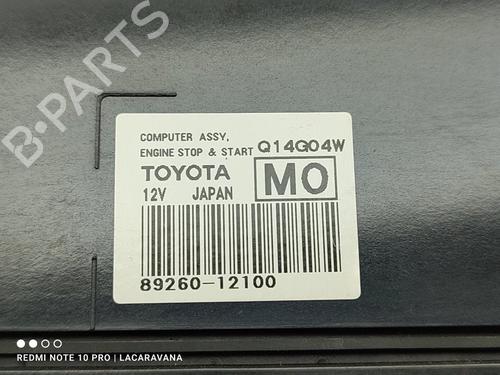 B-PARTS
COMPUTER ASSY,
ENGINE STOP & START Q14G04W
TOYOTA MO
12V JAPAN
89260-12100
REDMI NOTE 10 PRO | LACARAVANA